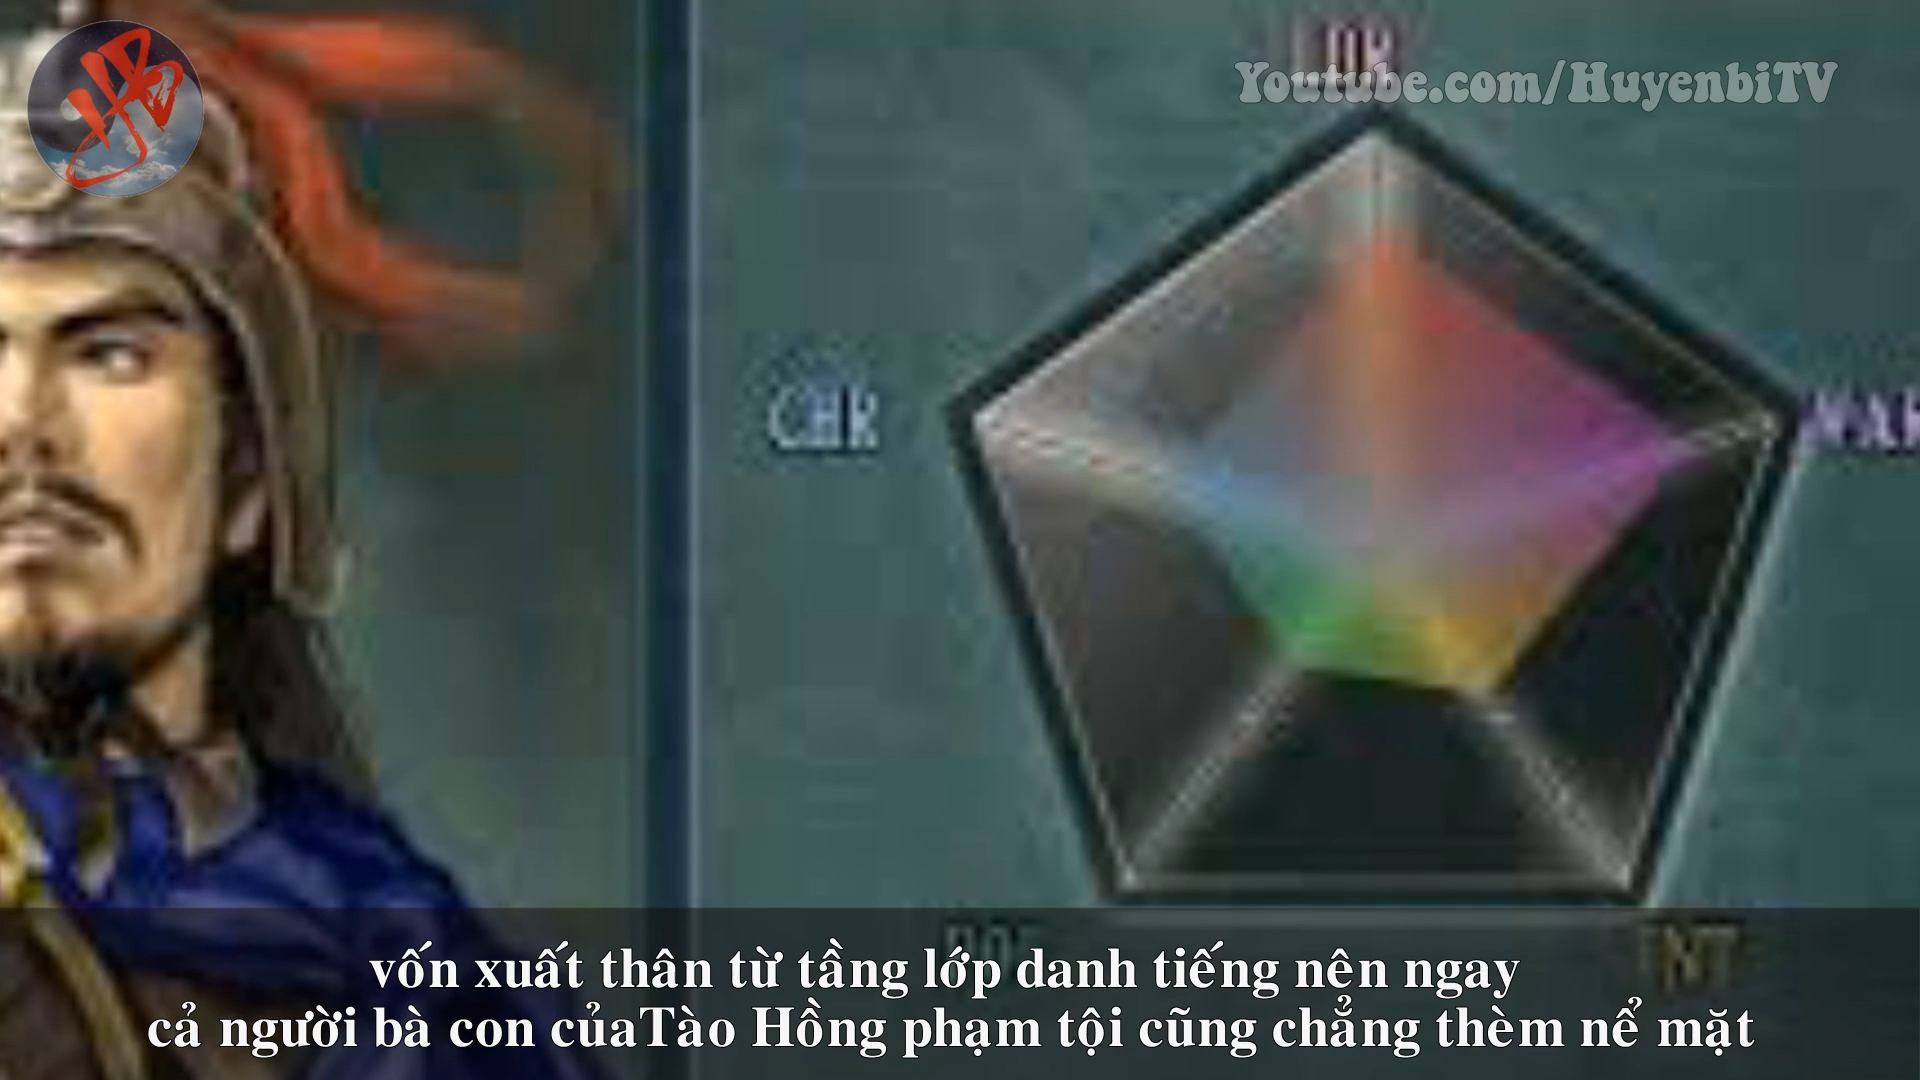 Youtube.com/HuyenbiTV
CHR
vốn xuất thân từ tầng lớp danh tiếng nên ngay
cả người bà con củaTào Hồng phạm tội cũng chẳng thèm nể mặt